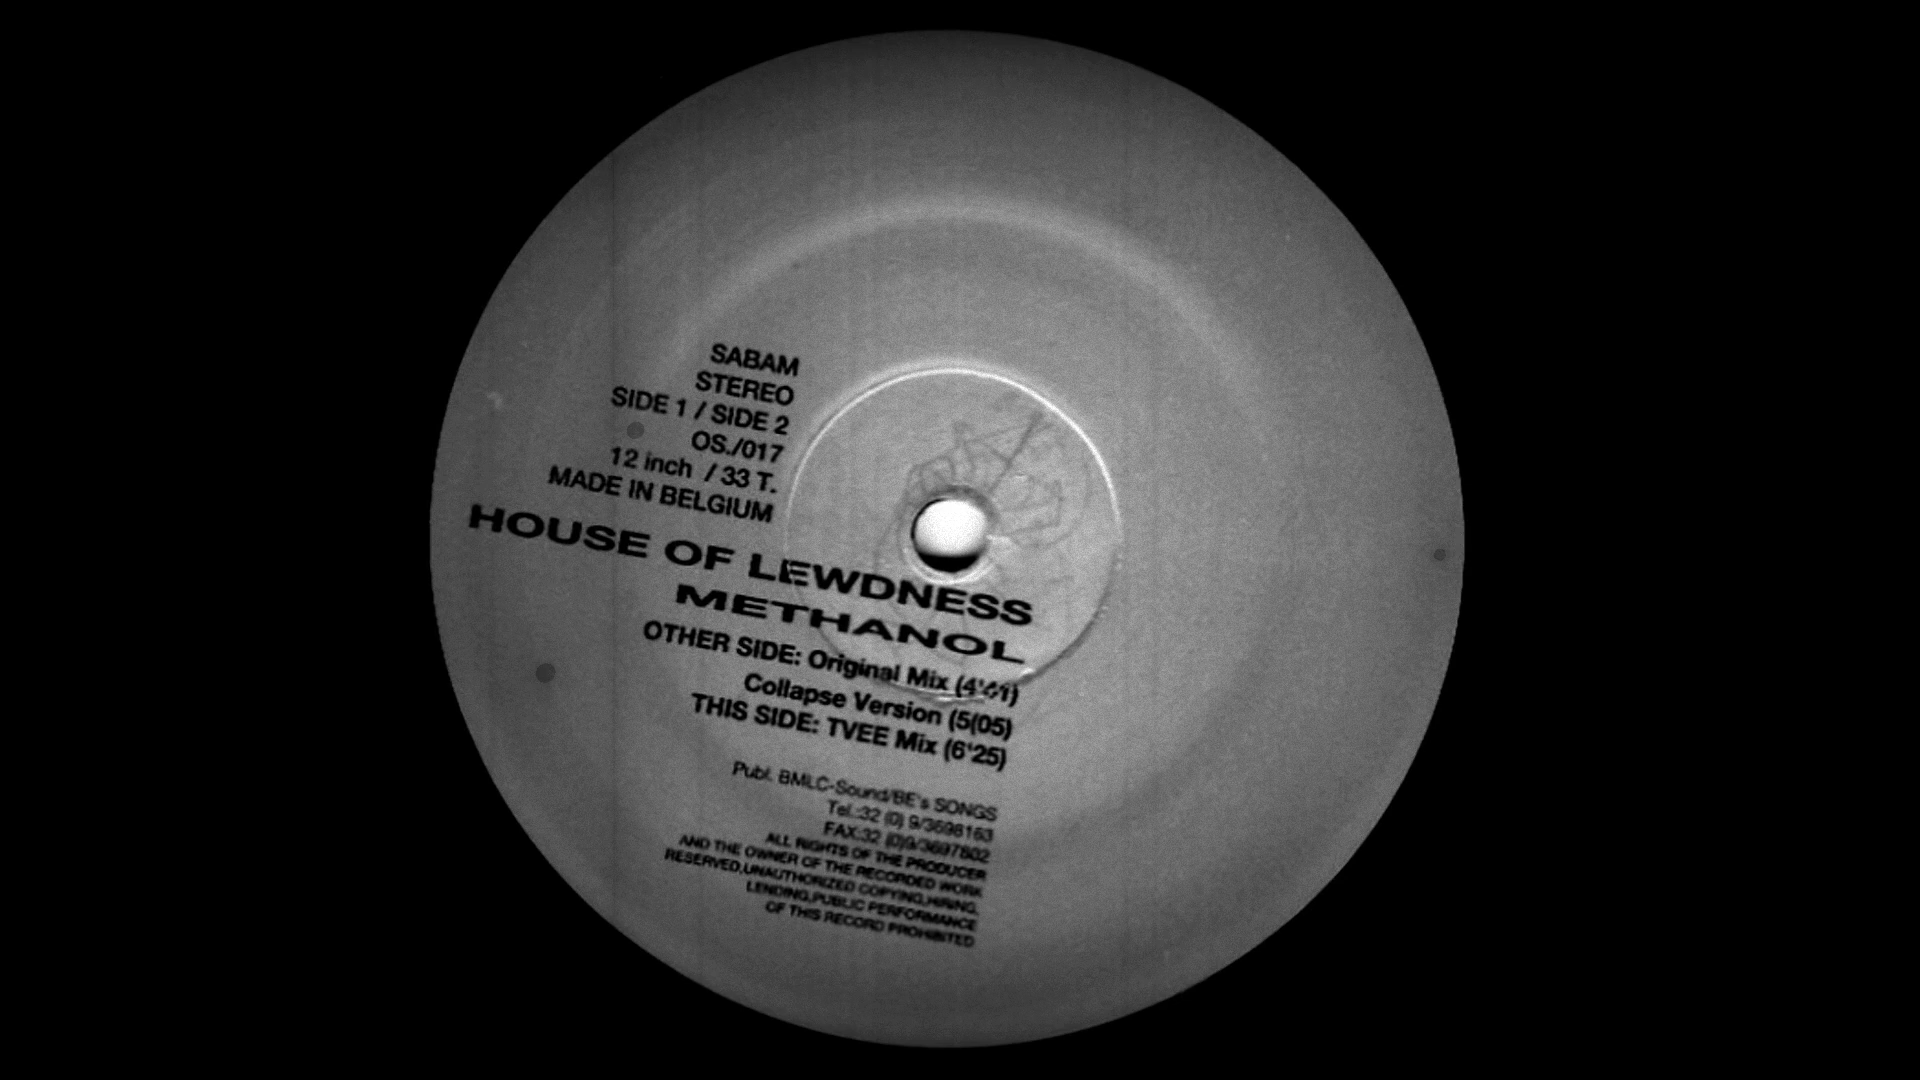 SABAM
STEREO
SIDE 1 / SIDE 2
OS./017
12 inch / 33 T.
MADE IN BELGIUM
HOUSE OF LEWDNESS
METHANOL
OTHER SIDE: Original Mix (4'41)
Collapse Version (5(05)
THIS SIDE: TVEE Mix (6'25)
Publ. BMLC-Sound/BE's SONGS
Tel.:32 (0) 9/3698163
FAX:32 (0)9/3697802
ALL RIGHTS OF THE PRODUCER
AND THE OWNER OF THE RECORDED WORK
RESERVED,UNAUTHORIZED COPYING,HIRING,
LENDING,PUBLIC PERFORMANCE
OF THIS RECORD PROHIBITED